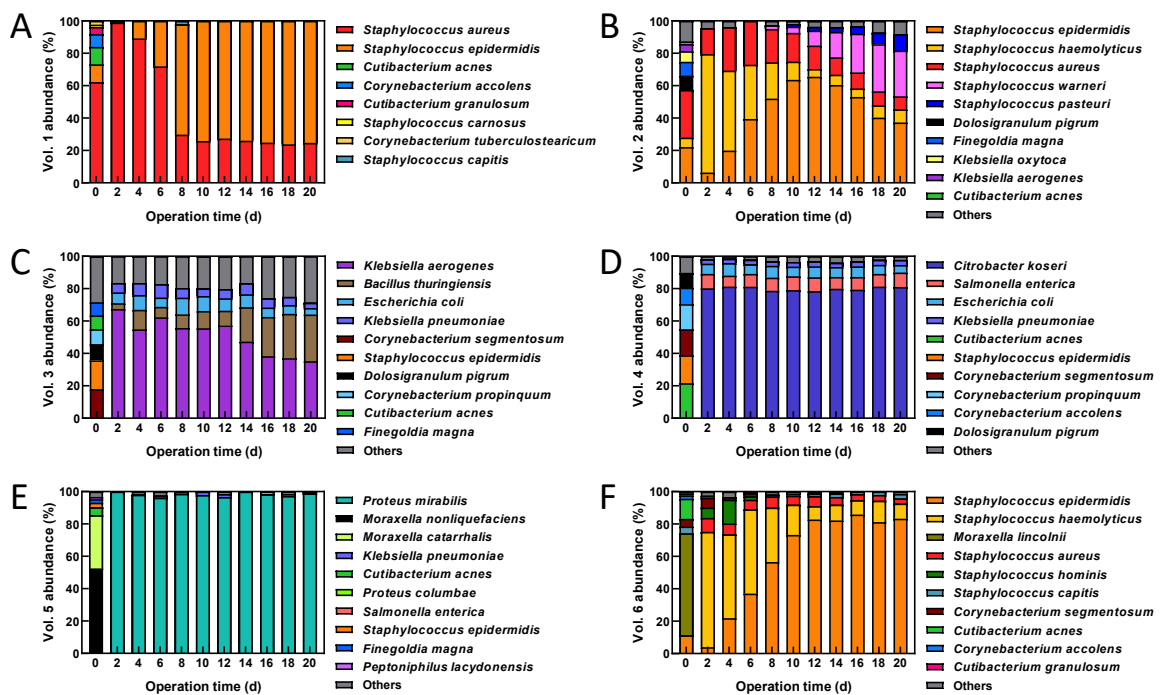 A
Vol. 1 abundance (%)
100
80
60
40
20
0
0 2 4 6 8 10 12 14 16 18 20
Operation time (d)
Staphylococcus aureus
Staphylococcus epidermidis
Cutibacterium acnes
Corynebacterium accolens
Cutibacterium granulosum
Staphylococcus carnosus
Corynebacterium tuberculostearicum
Staphylococcus capitis
B
Vol. 2 abundance (%)
100
80
60
40
20
0
0 2 4 6 8 10 12 14 16 18 20
Operation time (d)
Staphylococcus epidermidis
Staphylococcus haemolyticus
Staphylococcus aureus
Staphylococcus warneri
Staphylococcus pasteuri
Dolosigranulum pigrum
Finegoldia magna
Klebsiella oxytoca
Klebsiella aerogenes
Cutibacterium acnes
Others
C
Vol. 3 abundance (%)
100
80
60
40
20
0
0 2 4 6 8 10 12 14 16 18 20
Operation time (d)
Klebsiella aerogenes
Bacillus thuringiensis
Escherichia coli
Klebsiella pneumoniae
Corynebacterium segmentosum
Staphylococcus epidermidis
Dolosigranulum pigrum
Corynebacterium propinquum
Cutibacterium acnes
Finegoldia magna
Others
D
Vol. 4 abundance (%)
100
80
60
40
20
0
0 2 4 6 8 10 12 14 16 18 20
Operation time (d)
Citrobacter koseri
Salmonella enterica
Escherichia coli
Klebsiella pneumoniae
Cutibacterium acnes
Staphylococcus epidermidis
Corynebacterium segmentosum
Corynebacterium propinquum
Corynebacterium accolens
Dolosigranulum pigrum
Others
E
Vol. 5 abundance (%)
100
80
60
40
20
0
0 2 4 6 8 10 12 14 16 18 20
Operation time (d)
Proteus mirabilis
Moraxella nonliquefaciens
Moraxella catarrhalis
Klebsiella pneumoniae
Cutibacterium acnes
Proteus columbae
Salmonella enterica
Staphylococcus epidermidis
Finegoldia magna
Peptoniphilus lacydonensis
Others
F
Vol. 6 abundance (%)
100
80
60
40
20
0
0 2 4 6 8 10 12 14 16 18 20
Operation time (d)
Staphylococcus epidermidis
Staphylococcus haemolyticus
Moraxella lincolnii
Staphylococcus aureus
Staphylococcus hominis
Staphylococcus capitis
Corynebacterium segmentosum
Cutibacterium acnes
Corynebacterium accolens
Cutibacterium granulosum
Others